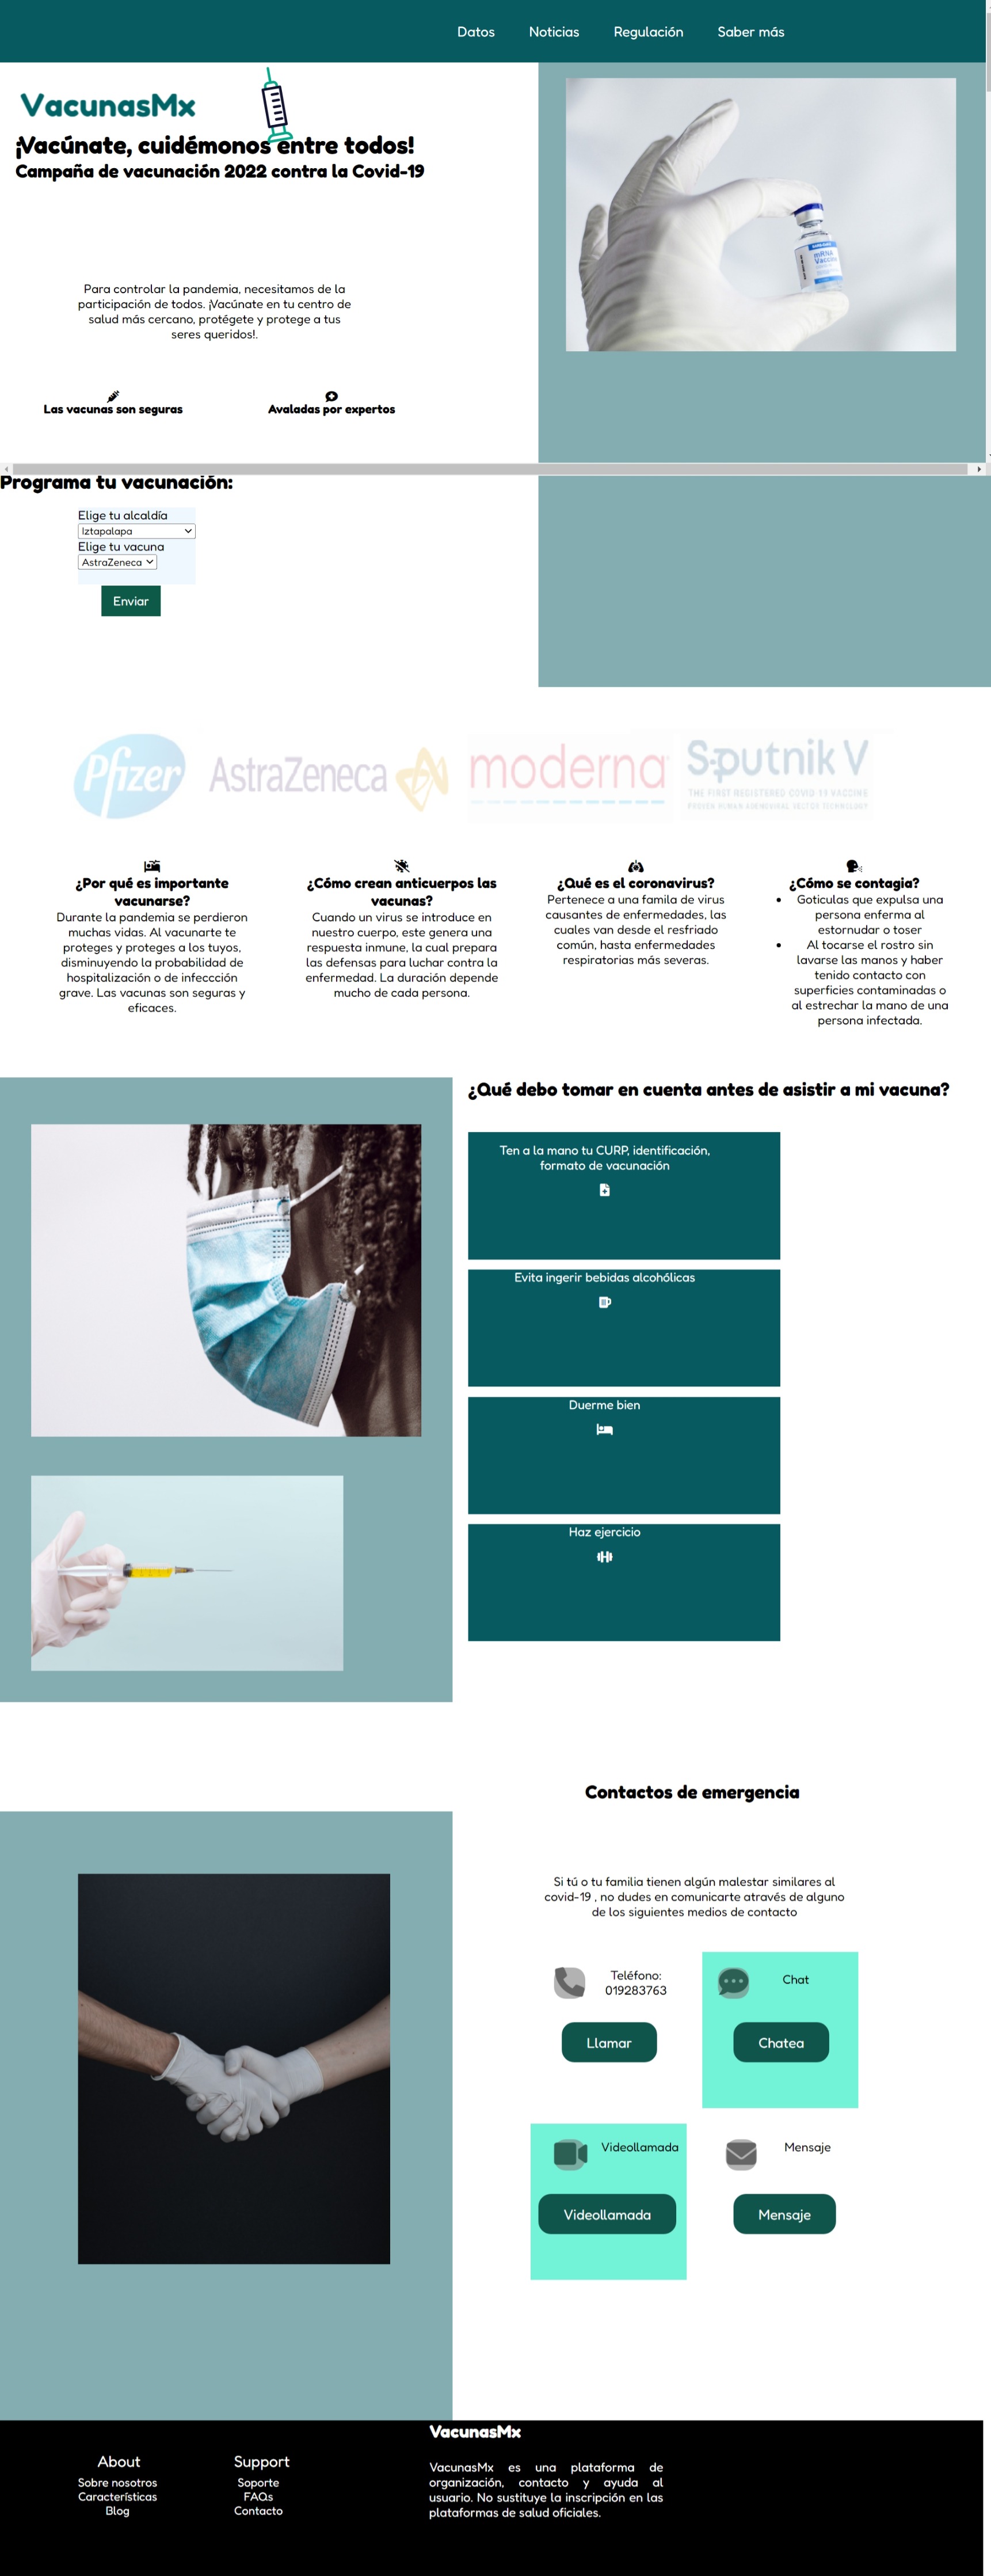 Datos Noticias Regulación Saber más
VacunasMx
¡Vacúnate, cuidémonos entre todos!
Campaña de vacunación 2022 contra la Covid-19
Para controlar la pandemia, necesitamos de la
participación de todos. ¡Vacúnate en tu centro de
salud más cercano, protégete y protege a tus
seres queridos!.
mRNA
Vaccine
Las vacunas son seguras
Avaladas por expertos
Programa tu vacunación:
Elige tu alcaldía
Iztapalapa
Elige tu vacuna
AstraZeneca
Enviar
Pfizer
AstraZeneca
moderna
Sputnik V
THE FIRST REGISTERED COVID-19 VACCINE
PROVEN HUMAN ADENOVIRAL VECTOR TECHNOLOGY
¿Por qué es importante
vacunarse?
Durante la pandemia se perdieron
muchas vidas. Al vacunarte te
proteges y proteges a los tuyos,
disminuyendo la probabilidad de
hospitalización o de infeccción
grave. Las vacunas son seguras y
eficaces.
¿Cómo crean anticuerpos las
vacunas?
Cuando un virus se introduce en
nuestro cuerpo, este genera una
respuesta inmune, la cual prepara
las defensas para luchar contra la
enfermedad. La duración depende
mucho de cada persona.
¿Qué es el coronavirus?
Pertenece a una famila de virus
causantes de enfermedades, las
cuales van desde el resfriado
común, hasta enfermedades
respiratorias más severas.
¿Cómo se contagia?
• Goticulas que expulsa una
persona enferma al
estornudar o toser
• Al tocarse el rostro sin
lavarse las manos y haber
tenido contacto con
superficies contaminadas o
al estrechar la mano de una
persona infectada.
¿Qué debo tomar en cuenta antes de asistir a mi vacuna?
Ten a la mano tu CURP, identificación,
formato de vacunación
Evita ingerir bebidas alcohólicas
Duerme bien
Haz ejercicio
Contactos de emergencia
Si tú o tu familia tienen algún malestar similares al
covid-19 , no dudes en comunicarte através de alguno
de los siguientes medios de contacto
Teléfono:
019283763
Llamar
Chat
Chatea
Videollamada
Videollamada
Mensaje
Mensaje
About
Sobre nosotros
Características
Blog
Support
Soporte
FAQs
Contacto
VacunasMx
VacunasMx es una plataforma de
organización, contacto y ayuda al
usuario. No sustituye la inscripción en las
plataformas de salud oficiales.